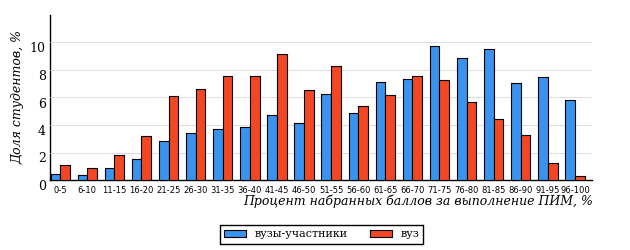 Доля студентов, %
10
8
6
4
2
0
0-5 6-10 11-15 16-20 21-25 26-30 31-35 36-40 41-45 46-50 51-55 56-60 61-65 66-70 71-75 76-80 81-85 86-90 91-95 96-100
Процент набранных баллов за выполнение ПИМ, %
вузы-участники вуз